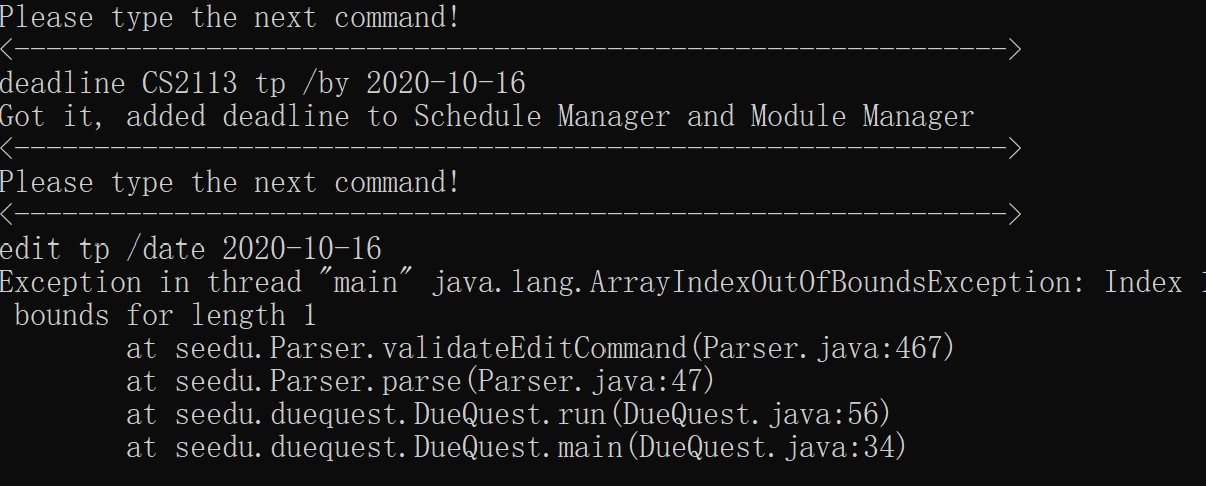 Please type the next command!
<--------------------------------------------------------------->
deadline CS2113 tp /by 2020-10-16
Got it, added deadline to Schedule Manager and Module Manager
<--------------------------------------------------------------->
Please type the next command!
<--------------------------------------------------------------->
edit tp /date 2020-10-16
Exception in thread "main" java.lang.ArrayIndexOutOfBoundsException: Index
bounds for length 1
at seedu.Parser.validateEditCommand(Parser.java:467)
at seedu.Parser.parse(Parser.java:47)
at seedu.duequest.DueQuest.run(DueQuest.java:56)
at seedu.duequest.DueQuest.main(DueQuest.java:34)